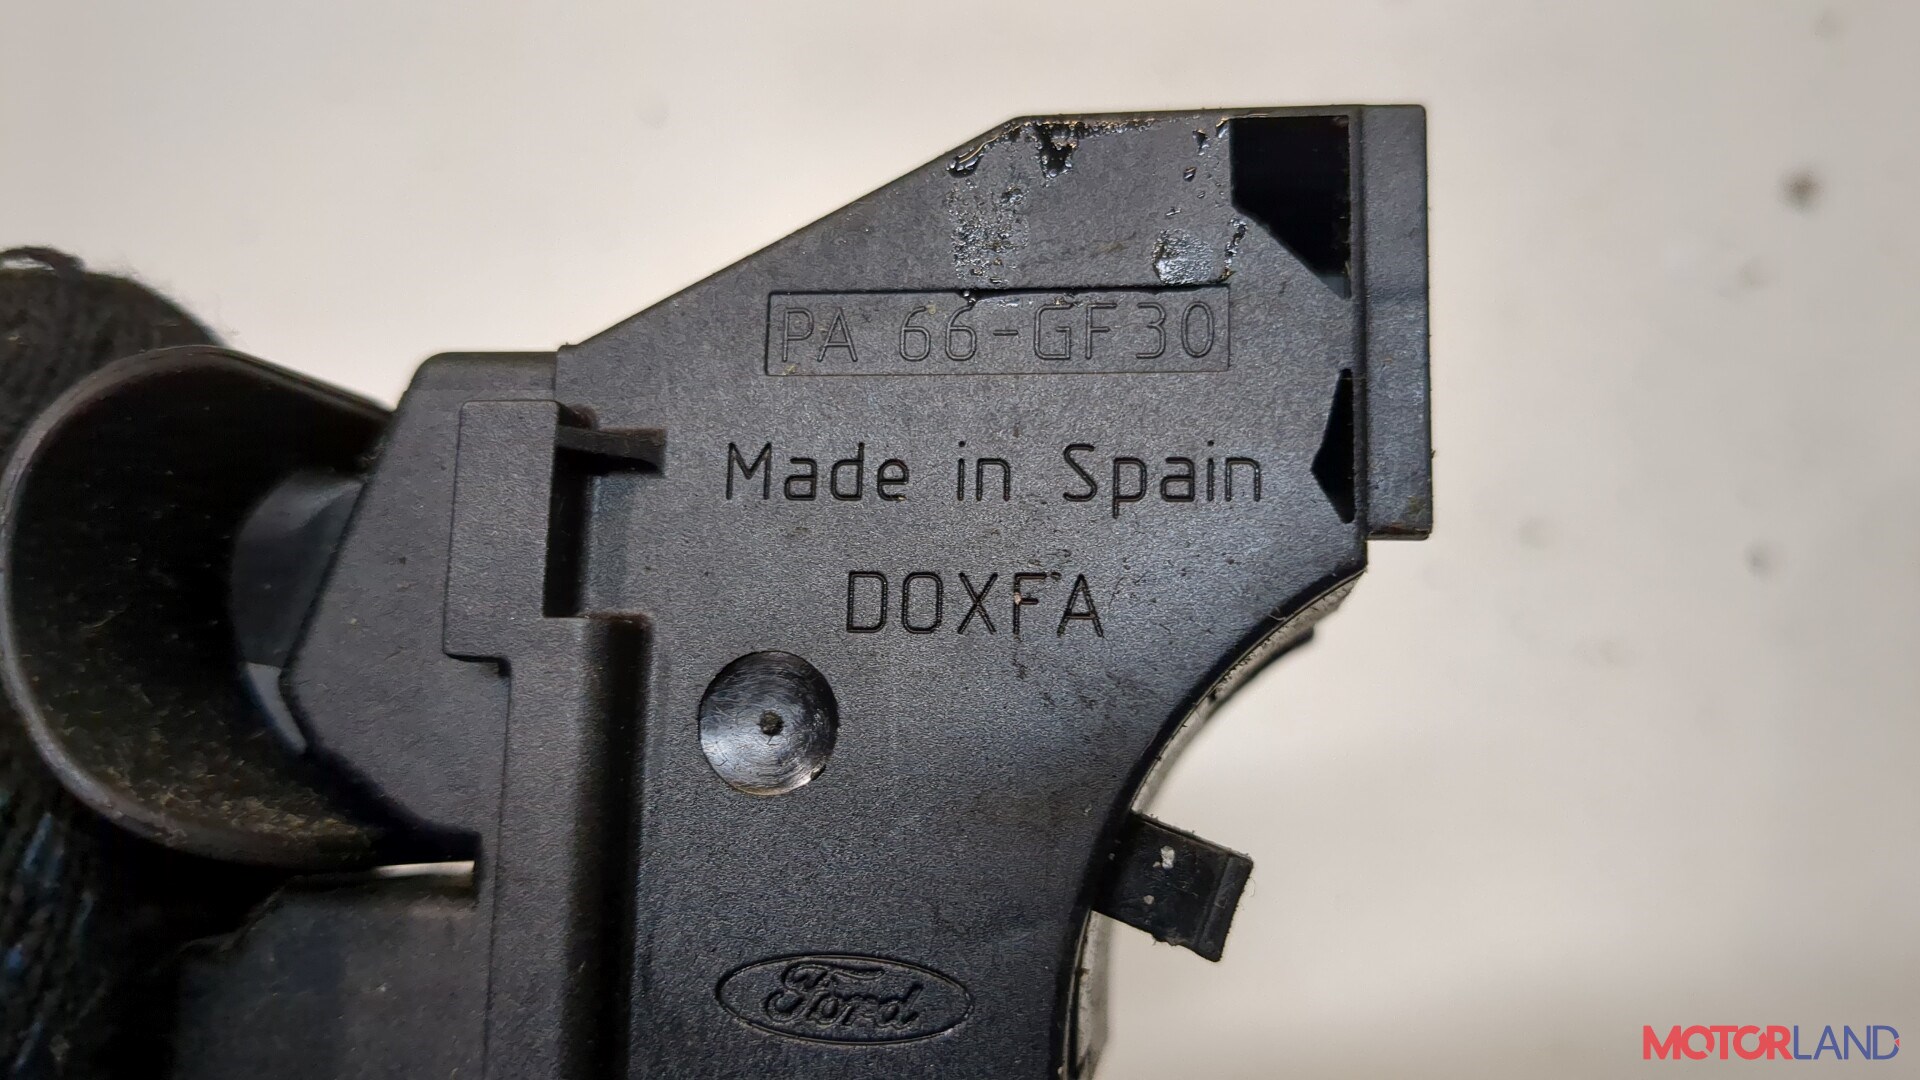 PA 66-GF30
Made in Spain
DOXFA
Ford
MOTORLAND